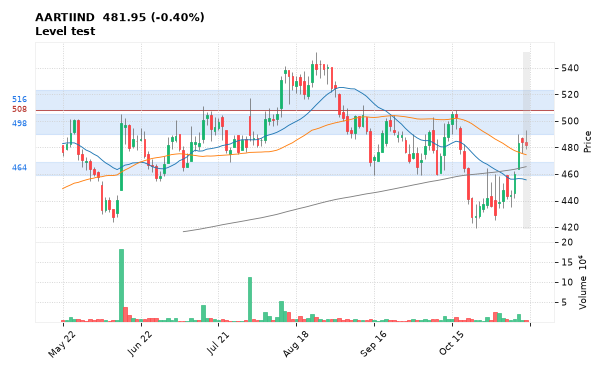 AARTIIND 481.95 (-0.40%)
Level test
516
508
498
464
540
520
500
480
460
440
420
Price
20
15
10
5
Volume 10⁴
May 22
Jun 22
Jul 21
Aug 18
Sep 16
Oct 15